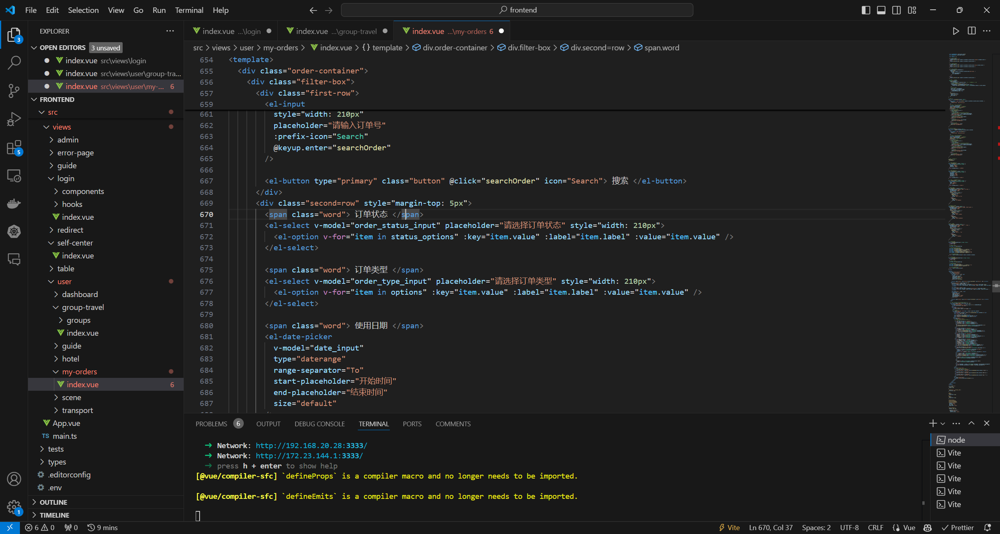 File Edit Selection View Go Run Terminal Help
frontend
EXPLORER
OPEN EDITORS 3 unsaved
index.vue src\views\login
index.vue src\views\user\group-tra...
index.vue src\views\user\my-... 6
FRONTEND
src
views
admin
error-page
guide
login
components
hooks
index.vue
redirect
self-center
index.vue
table
user
dashboard
group-travel
groups
index.vue
guide
hotel
my-orders
index.vue 6
scene
transport
App.vue
TS main.ts
tests
types
.editorconfig
.env
OUTLINE
TIMELINE
3
5
1
index.vue ...\login index.vue ...\group-travel index.vue ...\my-orders 6
src > views > user > my-orders > index.vue > {} template > div.order-container > div.filter-box > div.second=row > span.word
654 <template>
655 <div class="order-container">
656 <div class="filter-box">
657 <div class="first-row">
659 <el-input
661 style="width: 210px"
662 placeholder="请输入订单号"
663 :prefix-icon="Search"
664 @keyup.enter="searchOrder"
665 />
666
667 <el-button type="primary" class="button" @click="searchOrder" icon="Search"> 搜索 </el-button>
668 </div>
669 <div class="second=row" style="margin-top: 5px">
670 <span class="word"> 订单状态 </span>
671 <el-select v-model="order_status_input" placeholder="请选择订单状态" style="width: 210px">
672 <el-option v-for="item in status_options" :key="item.value" :label="item.label" :value="item.value" />
673 </el-select>
674
675 <span class="word"> 订单类型 </span>
676 <el-select v-model="order_type_input" placeholder="请选择订单类型" style="width: 210px">
677 <el-option v-for="item in options" :key="item.value" :label="item.label" :value="item.value" />
678 </el-select>
679
680 <span class="word"> 使用日期 </span>
681 <el-date-picker
682 v-model="date_input"
683 type="daterange"
684 range-separator="To"
685 start-placeholder="开始时间"
686 end-placeholder="结束时间"
687 size="default"
PROBLEMS 6 OUTPUT DEBUG CONSOLE TERMINAL PORTS COMMENTS
➜ Network: http://192.168.20.28:3333/
➜ Network: http://172.23.144.1:3333/
➜ press h + enter to show help
[@vue/compiler-sfc] `defineProps` is a compiler macro and no longer needs to be imported.
[@vue/compiler-sfc] `defineEmits` is a compiler macro and no longer needs to be imported.
node
Vite
Vite
Vite
Vite
Vite
6 0 0 9 mins
Vite Ln 670, Col 37 Spaces: 2 UTF-8 CRLF Vue Prettier